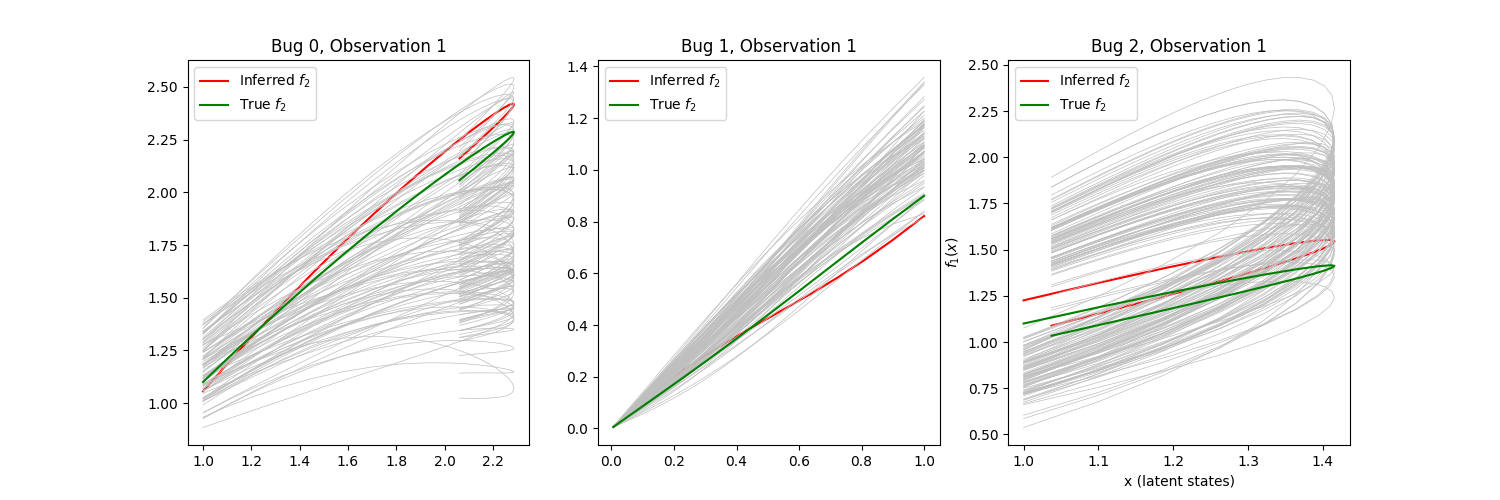 Bug 0, Observation 1
Inferred f₂
True f₂
2.50
2.25
2.00
1.75
1.50
1.25
1.00
1.0 1.2 1.4 1.6 1.8 2.0 2.2
Bug 1, Observation 1
Inferred f₂
True f₂
1.4
1.2
1.0
0.8
0.6
0.4
0.2
0.0
0.0 0.2 0.4 0.6 0.8 1.0
Bug 2, Observation 1
Inferred f₂
True f₂
f₁(x)
2.50
2.25
2.00
1.75
1.50
1.25
1.00
0.75
0.50
1.0 1.1 1.2 1.3 1.4
x (latent states)